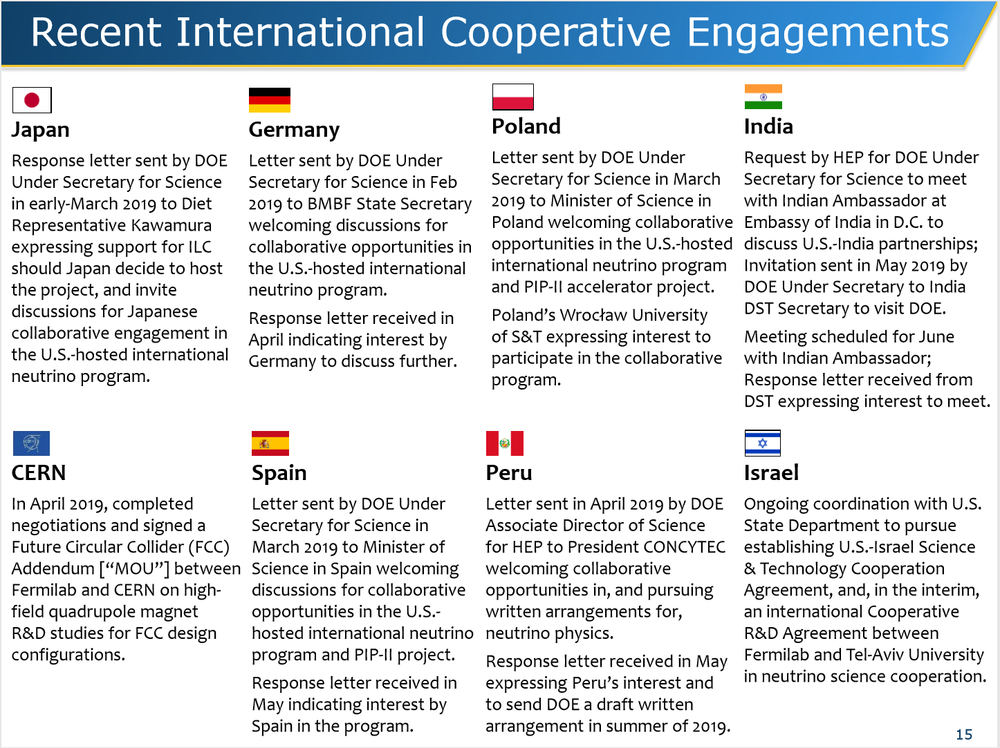 Recent International Cooperative Engagements
Japan
Response letter sent by DOE
Under Secretary for Science
in early-March 2019 to Diet
Representative Kawamura
expressing support for ILC
should Japan decide to host
the project, and invite
discussions for Japanese
collaborative engagement in
the U.S.-hosted international
neutrino program.
Germany
Letter sent by DOE Under
Secretary for Science in Feb
2019 to BMBF State Secretary
welcoming discussions for
collaborative opportunities in
the U.S.-hosted international
neutrino program.
Response letter received in
April indicating interest by
Germany to discuss further.
Poland
Letter sent by DOE Under
Secretary for Science in March
2019 to Minister of Science in
Poland welcoming collaborative
opportunities in the U.S.-hosted
international neutrino program
and PIP-II accelerator project.
Poland’s Wrocław University
of S&T expressing interest to
participate in the collaborative
program.
India
Request by HEP for DOE Under
Secretary for Science to meet
with Indian Ambassador at
Embassy of India in D.C. to
discuss U.S.-India partnerships;
Invitation sent in May 2019 by
DOE Under Secretary to India
DST Secretary to visit DOE.
Meeting scheduled for June
with Indian Ambassador;
Response letter received from
DST expressing interest to meet.
CERN
CERN
In April 2019, completed
negotiations and signed a
Future Circular Collider (FCC)
Addendum [“MOU”] between
Fermilab and CERN on high-
field quadrupole magnet
R&D studies for FCC design
configurations.
Spain
Letter sent by DOE Under
Secretary for Science in
March 2019 to Minister of
Science in Spain welcoming
discussions for collaborative
opportunities in the U.S.-
hosted international neutrino
program and PIP-II project.
Response letter received in
May indicating interest by
Spain in the program.
Peru
Letter sent in April 2019 by DOE
Associate Director of Science
for HEP to President CONCYTEC
welcoming collaborative
opportunities in, and pursuing
written arrangements for,
neutrino physics.
Response letter received in May
expressing Peru’s interest and
to send DOE a draft written
arrangement in summer of 2019.
Israel
Ongoing coordination with U.S.
State Department to pursue
establishing U.S.-Israel Science
& Technology Cooperation
Agreement, and, in the interim,
an international Cooperative
R&D Agreement between
Fermilab and Tel-Aviv University
in neutrino science cooperation.
15